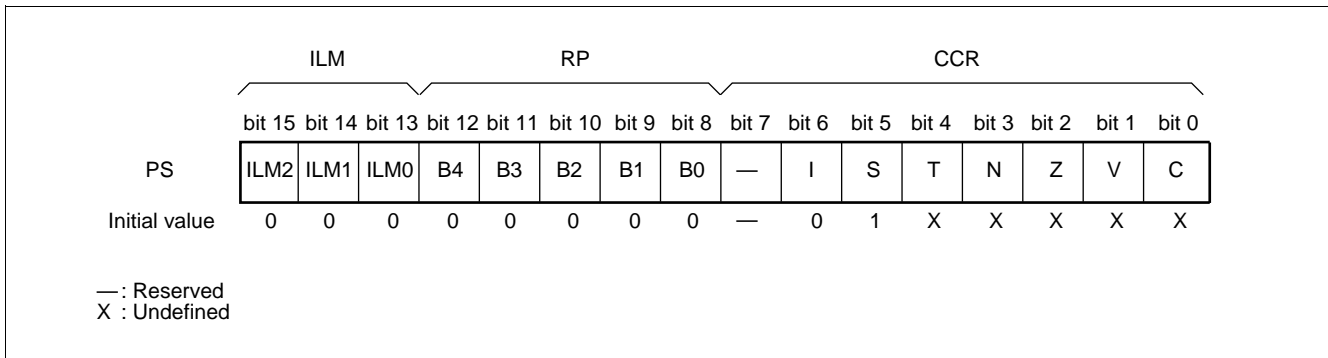 ILM RP CCR
bit 15 bit 14 bit 13 bit 12 bit 11 bit 10 bit 9 bit 8 bit 7 bit 6 bit 5 bit 4 bit 3 bit 2 bit 1 bit 0
PS ILM2 ILM1 ILM0 B4 B3 B2 B1 B0 — I S T N Z V C
Initial value 0 0 0 0 0 0 0 0 — 0 1 X X X X X
— : Reserved
X : Undefined